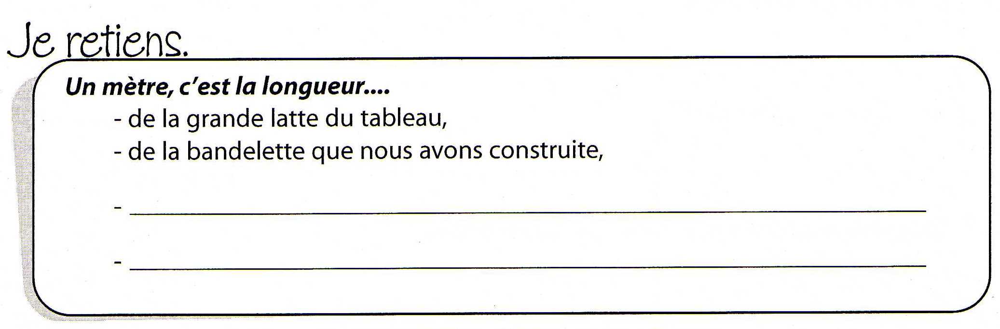 Je retiens.
Un mètre, c'est la longueur....
- de la grande latte du tableau,
- de la bandelette que nous avons construite,
-
-